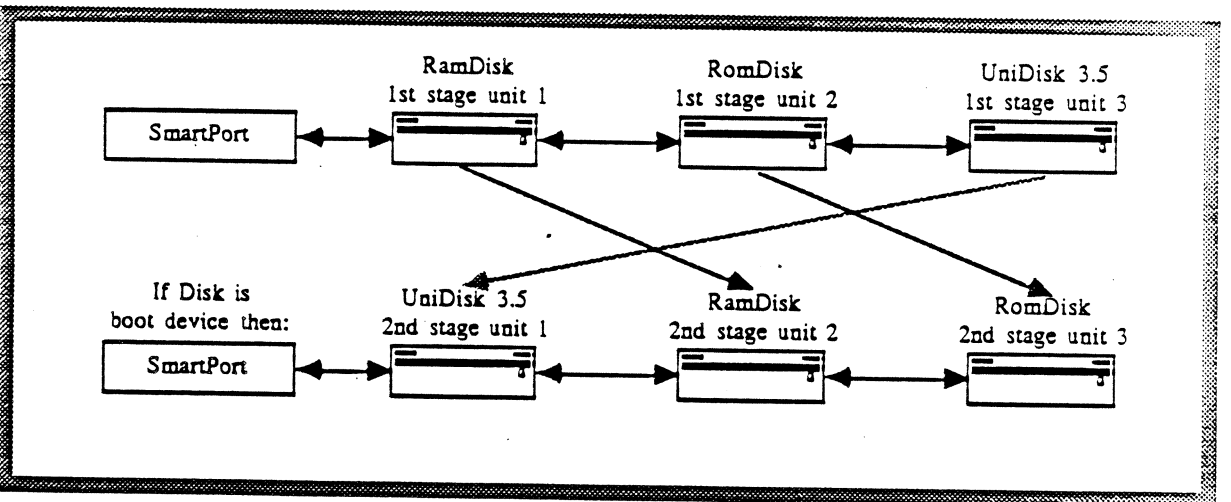 RamDisk
1st stage unit 1
RomDisk
1st stage unit 2
UniDisk 3.5
1st stage unit 3
SmartPort
If Disk is
boot device then:
SmartPort
UniDisk 3.5
2nd stage unit 1
RamDisk
2nd stage unit 2
RomDisk
2nd stage unit 3